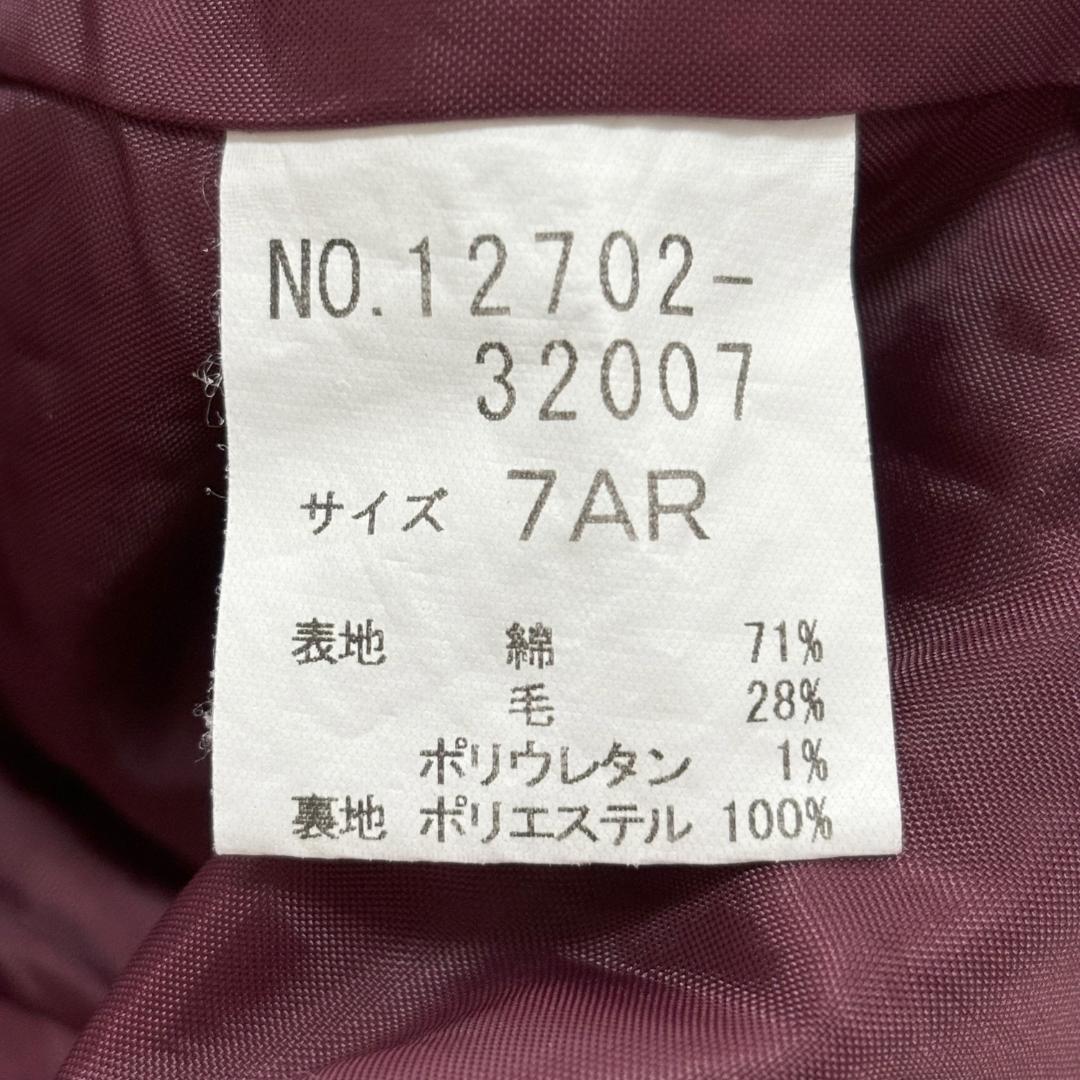 NO.12702-
32007
サイズ 7AR
表地 綿 71%
毛 28%
ポリウレタン 1%
裏地 ポリエステル 100%